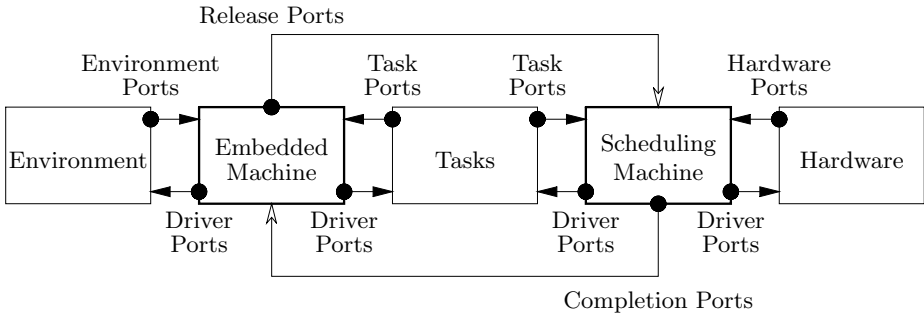 Release Ports
Environment
Ports
Task
Ports
Task
Ports
Hardware
Ports
Environment
Embedded
Machine
Tasks
Scheduling
Machine
Hardware
Driver
Ports
Driver
Ports
Driver
Ports
Driver
Ports
Completion Ports